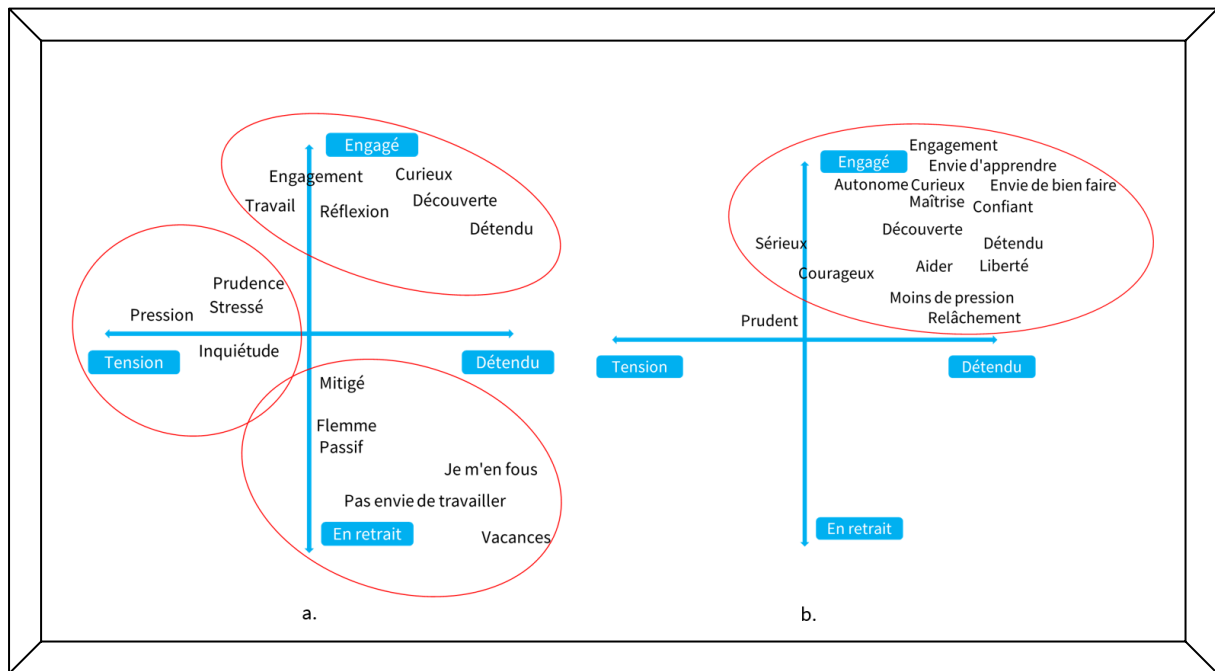 Engagé
Engagement
Curieux
Travail
Réflexion
Découverte
Détendu
Prudence
Stressé
Pression
Inquiétude
Tension
Détendu
Mitigé
Flemme
Passif
Je m'en fous
Pas envie de travailler
En retrait
Vacances
a.
Engagement
Engagé
Envie d'apprendre
Autonome
Curieux
Envie de bien faire
Maîtrise
Confiant
Découverte
Sérieux
Détendu
Courageux
Aider
Liberté
Moins de pression
Prudent
Relâchement
Tension
Détendu
En retrait
b.